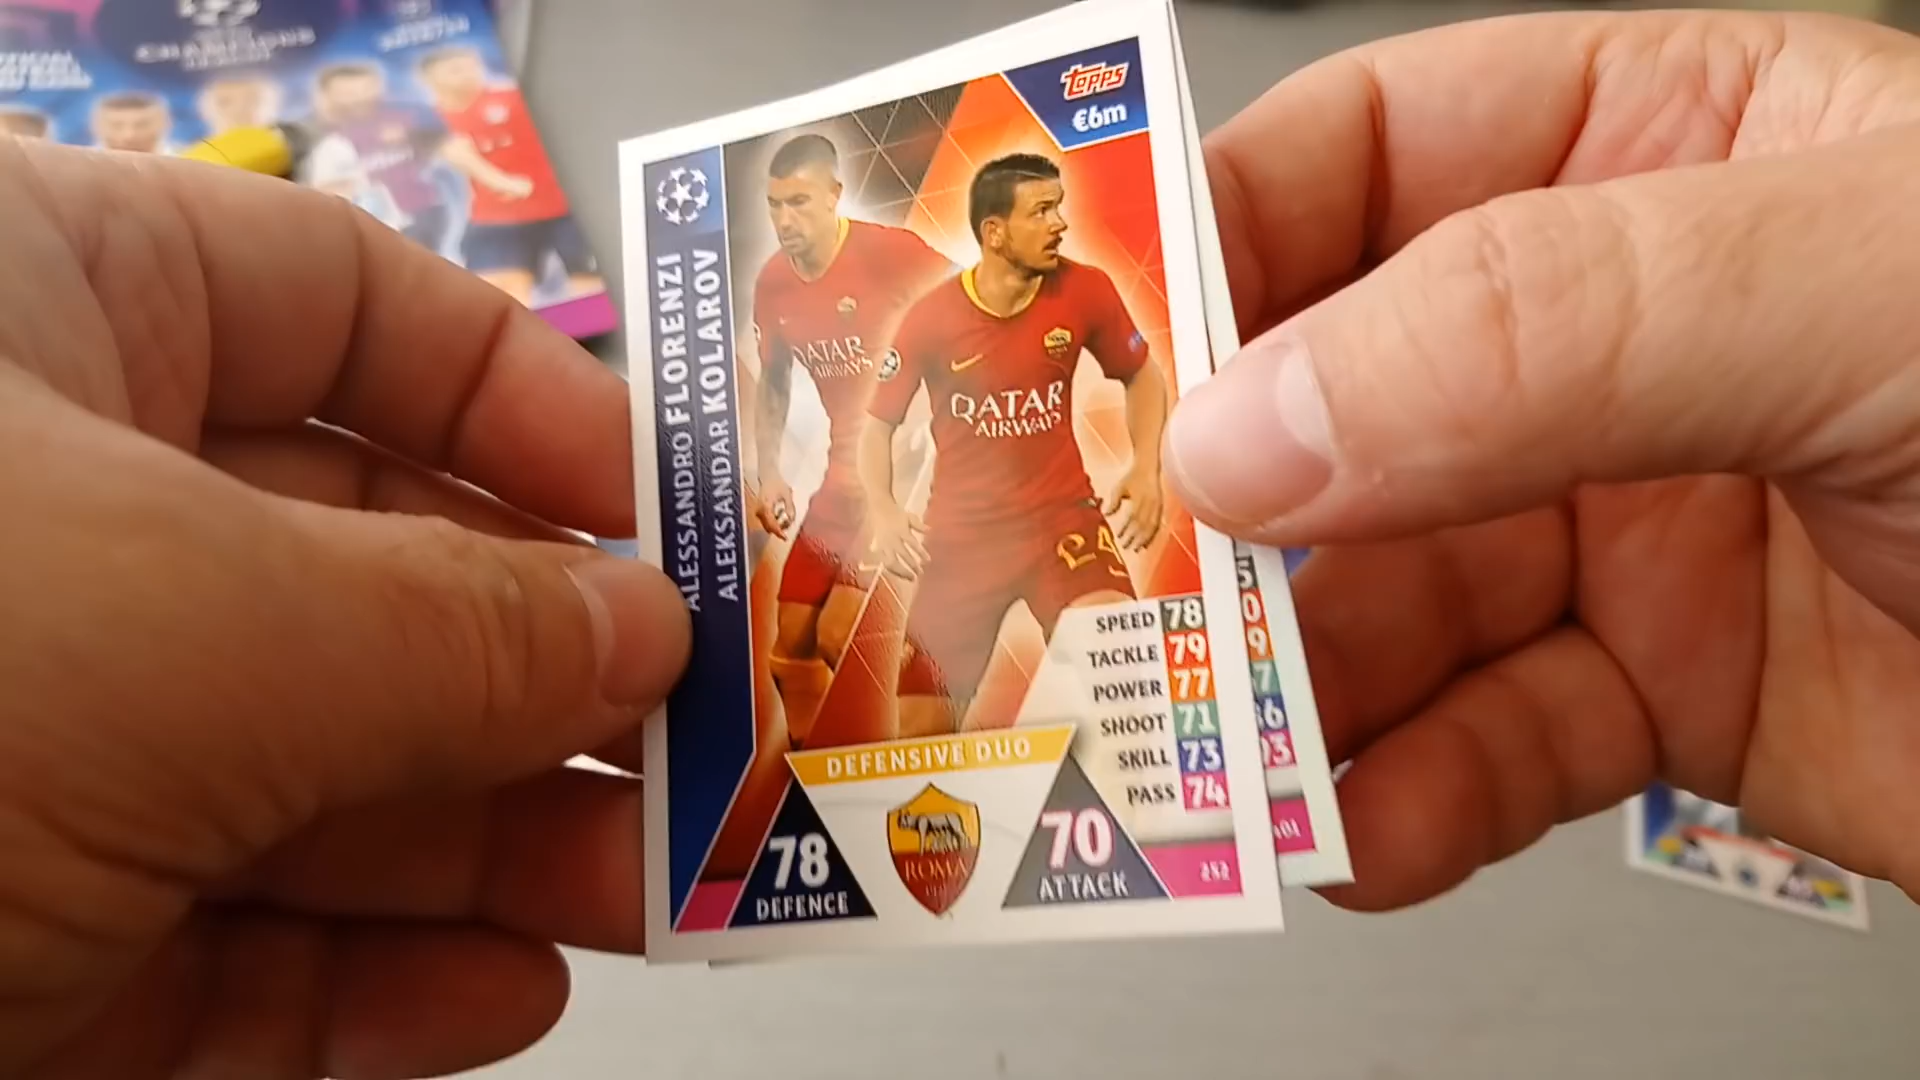 CHAMPIONS
topps
€6m
ALESSANDRO FLORENZI
ALEKSANDAR KOLAROV
QATAR
AIRWAYS
QATAR
AIRWAYS
SPEED 78
TACKLE 79
POWER 77
SHOOT 71
SKILL 73
PASS 74
DEFENSIVE DUO
78
DEFENCE
ROMA
70
ATTACK
252